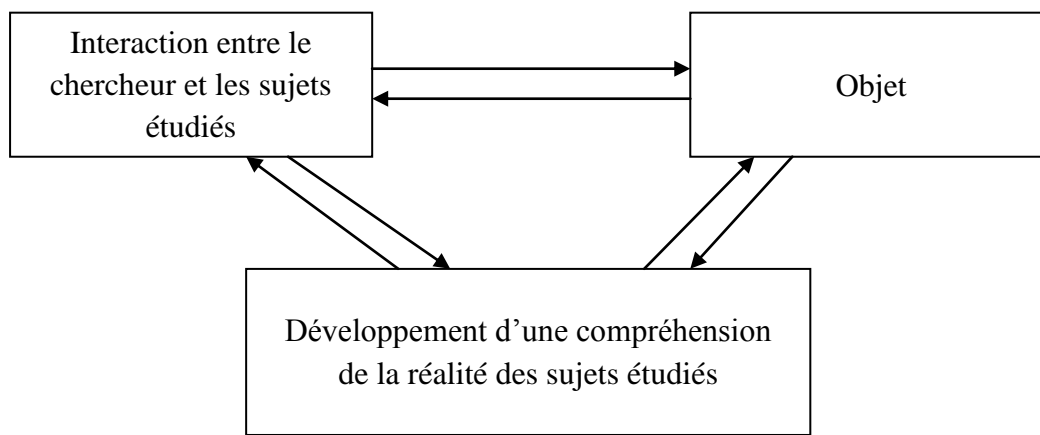 Interaction entre le
chercheur et les sujets
étudiés
Objet
Développement d’une compréhension
de la réalité des sujets étudiés